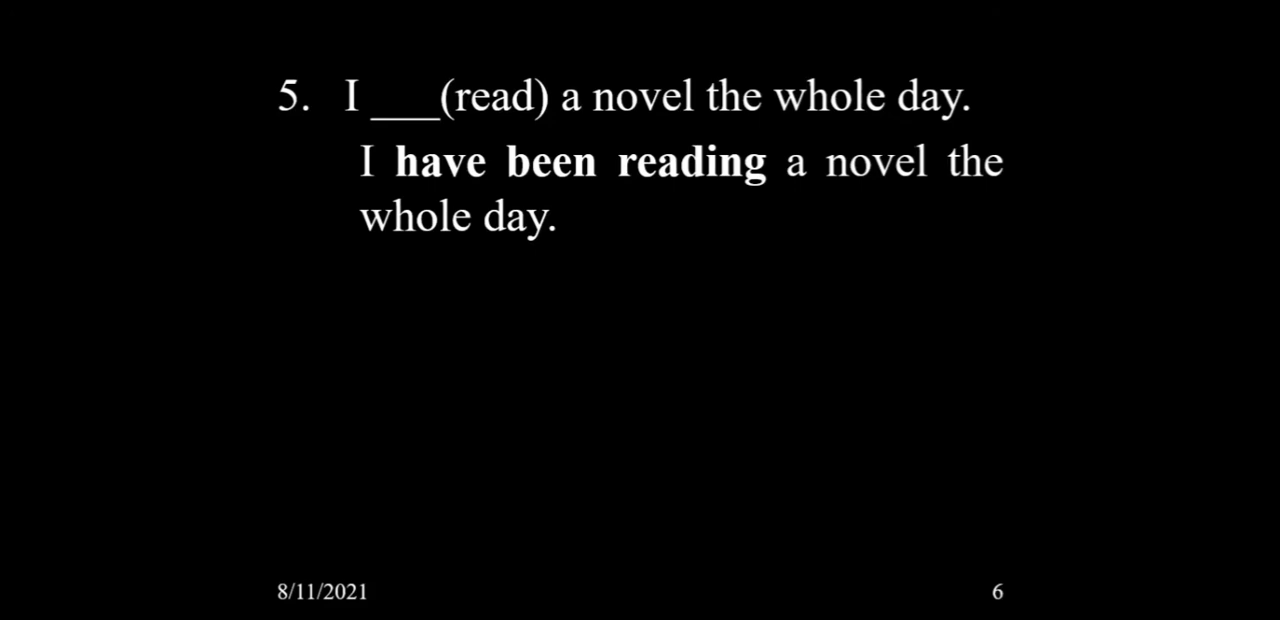 5. I ___(read) a novel the whole day.
I have been reading a novel the
whole day.
8/11/2021 6